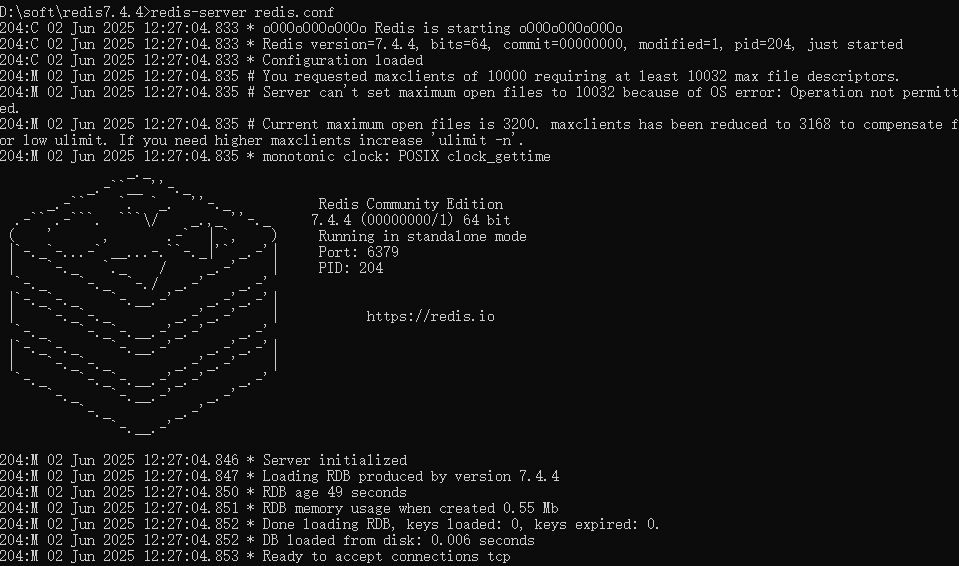 D:\soft\redis7.4.4>redis-server redis.conf
204:C 02 Jun 2025 12:27:04.833 * oO0OoO0OoO0Oo Redis is starting oO0OoO0OoO0Oo
204:C 02 Jun 2025 12:27:04.833 * Redis version=7.4.4, bits=64, commit=00000000, modified=1, pid=204, just started
204:C 02 Jun 2025 12:27:04.833 * Configuration loaded
204:M 02 Jun 2025 12:27:04.835 # You requested maxclients of 10000 requiring at least 10032 max file descriptors.
204:M 02 Jun 2025 12:27:04.835 # Server can't set maximum open files to 10032 because of OS error: Operation not permitt
ed.
204:M 02 Jun 2025 12:27:04.835 # Current maximum open files is 3200. maxclients has been reduced to 3168 to compensate f
or low ulimit. If you need higher maxclients increase 'ulimit -n'.
204:M 02 Jun 2025 12:27:04.835 * monotonic clock: POSIX clock_gettime
Redis Community Edition
7.4.4 (00000000/1) 64 bit
Running in standalone mode
Port: 6379
PID: 204
https://redis.io
204:M 02 Jun 2025 12:27:04.846 * Server initialized
204:M 02 Jun 2025 12:27:04.847 * Loading RDB produced by version 7.4.4
204:M 02 Jun 2025 12:27:04.850 * RDB age 49 seconds
204:M 02 Jun 2025 12:27:04.851 * RDB memory usage when created 0.55 Mb
204:M 02 Jun 2025 12:27:04.852 * Done loading RDB, keys loaded: 0, keys expired: 0.
204:M 02 Jun 2025 12:27:04.852 * DB loaded from disk: 0.006 seconds
204:M 02 Jun 2025 12:27:04.853 * Ready to accept connections tcp